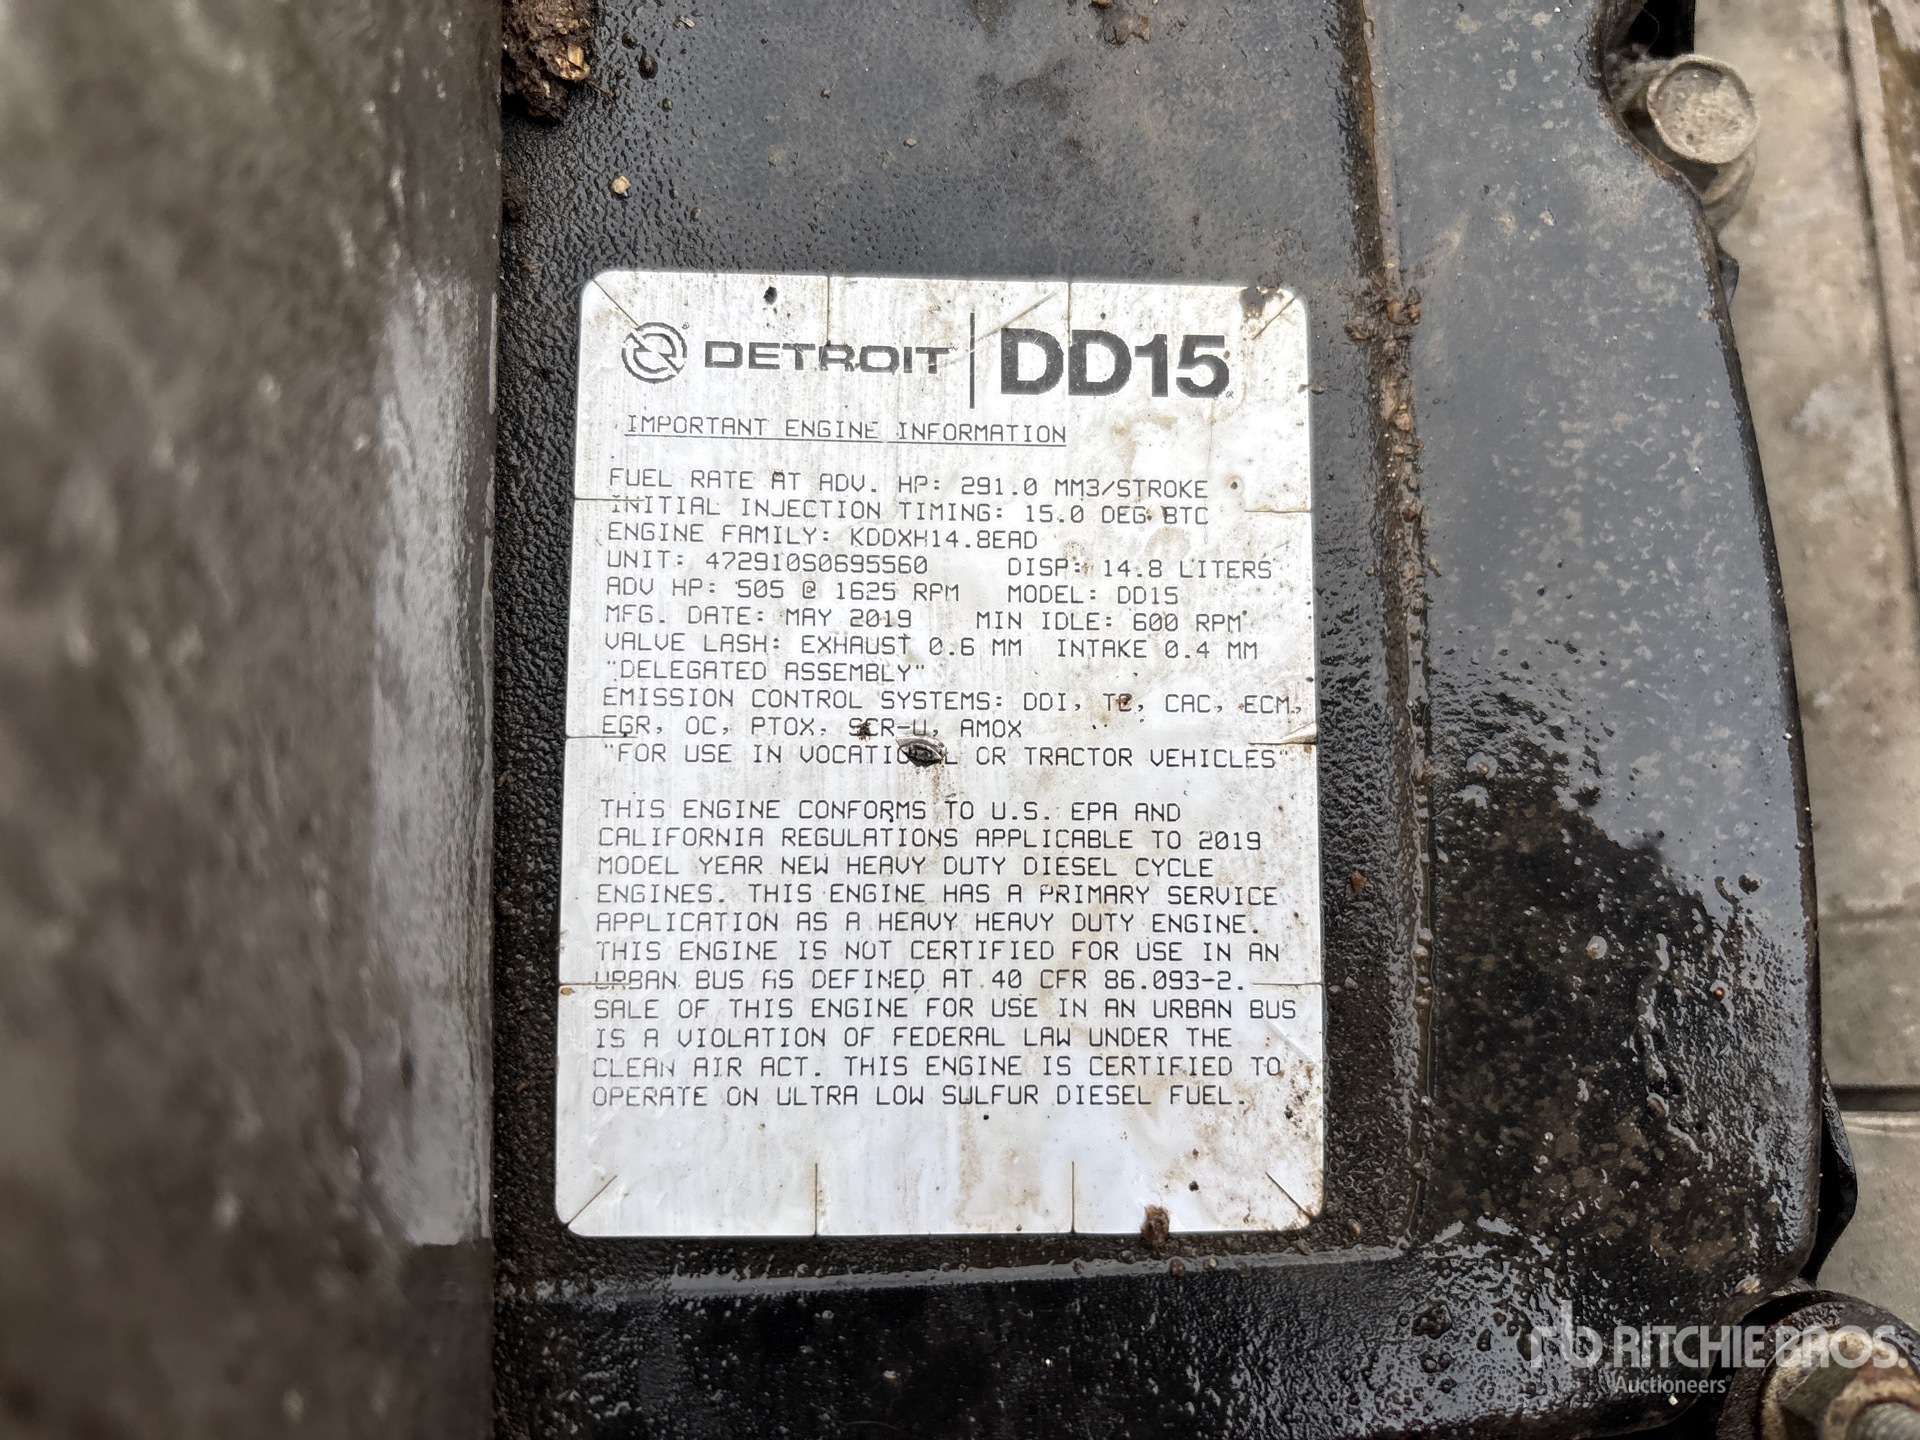 DETROIT | DD15
IMPORTANT ENGINE INFORMATION
FUEL RATE AT ADV. HP: 291.0 MM3/STROKE
INITIAL INJECTION TIMING: 15.0 DEG BTC
ENGINE FAMILY: KDDXH14.8EAD
UNIT: 472910S0695560 DISP: 14.8 LITERS
ADV HP: 505 @ 1625 RPM MODEL: DD15
MFG. DATE: MAY 2019 MIN IDLE: 600 RPM
VALVE LASH: EXHAUST 0.6 MM INTAKE 0.4 MM
"DELEGATED ASSEMBLY"
EMISSION CONTROL SYSTEMS: DDI, TC, CAC, ECM,
EGR, OC, PTOX, SCR-U, AMOX
"FOR USE IN VOCATIONAL OR TRACTOR VEHICLES"
THIS ENGINE CONFORMS TO U.S. EPA AND
CALIFORNIA REGULATIONS APPLICABLE TO 2019
MODEL YEAR NEW HEAVY DUTY DIESEL CYCLE
ENGINES. THIS ENGINE HAS A PRIMARY SERVICE
APPLICATION AS A HEAVY HEAVY DUTY ENGINE.
THIS ENGINE IS NOT CERTIFIED FOR USE IN AN
URBAN BUS AS DEFINED AT 40 CFR 86.093-2.
SALE OF THIS ENGINE FOR USE IN AN URBAN BUS
IS A VIOLATION OF FEDERAL LAW UNDER THE
CLEAN AIR ACT. THIS ENGINE IS CERTIFIED TO
OPERATE ON ULTRA LOW SULFUR DIESEL FUEL.
rb RITCHIE BROS.
Auctioneers